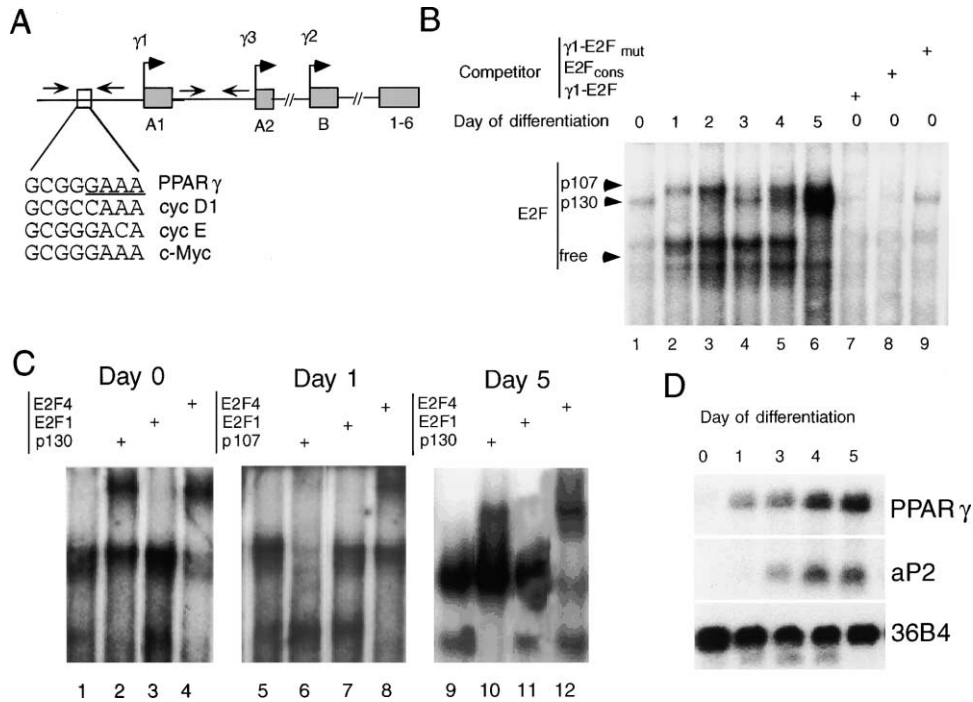 A
γ1 γ3 γ2
A1 A2 B 1-6
GCGGGAAA PPAR γ
GCGCCAAA cyc D1
GCGGGACA cyc E
GCGGGAAA c-Myc
B
Competitor
γ1-E2F mut +
E2F cons +
γ1-E2F +
Day of differentiation 0 1 2 3 4 5 0 0 0
E2F
p107
p130
free
1 2 3 4 5 6 7 8 9
C
Day 0 Day 1 Day 5
E2F4 +
E2F1 +
p130 +
E2F4 +
E2F1 +
p107 +
E2F4 +
E2F1 +
p130 +
1 2 3 4 5 6 7 8 9 10 11 12
D
Day of differentiation
0 1 3 4 5
PPAR γ
aP2
36B4